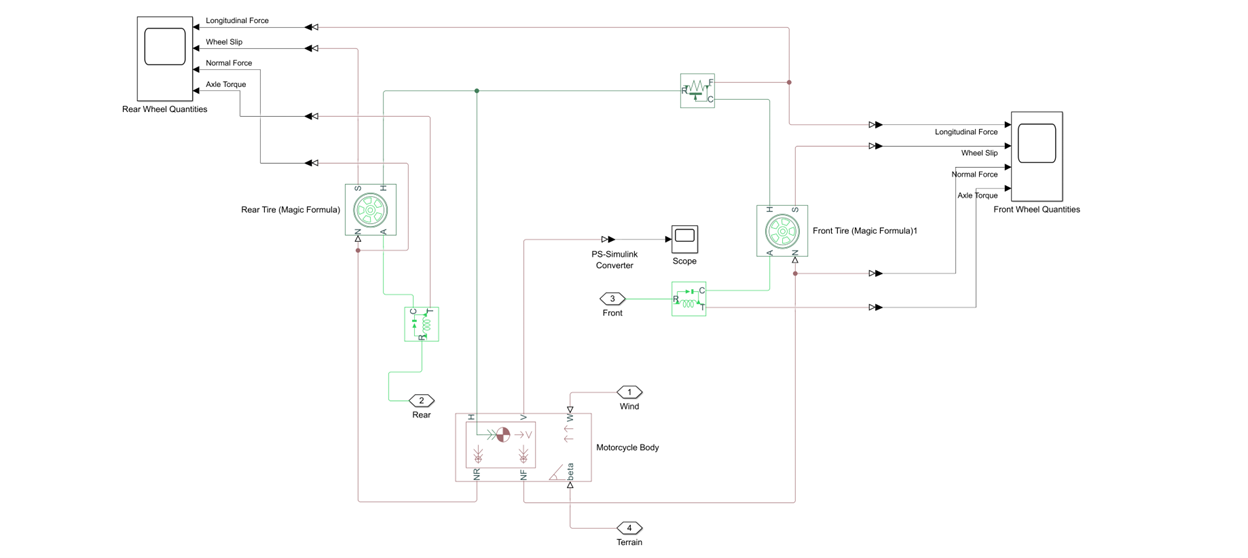 Longitudinal Force
Wheel Slip
Normal Force
Axle Torque
Rear Wheel Quantities
R
F
C
Longitudinal Force
Wheel Slip
Normal Force
Axle Torque
Front Wheel Quantities
S
H
Rear Tire (Magic Formula)
N
A
H
S
Front Tire (Magic Formula)1
A
N
PS-Simulink
Converter
Scope
3
Front
R
C
T
C
T
R
2
Rear
1
Wind
H
V
W
V
Motorcycle Body
NR
NF
beta
4
Terrain